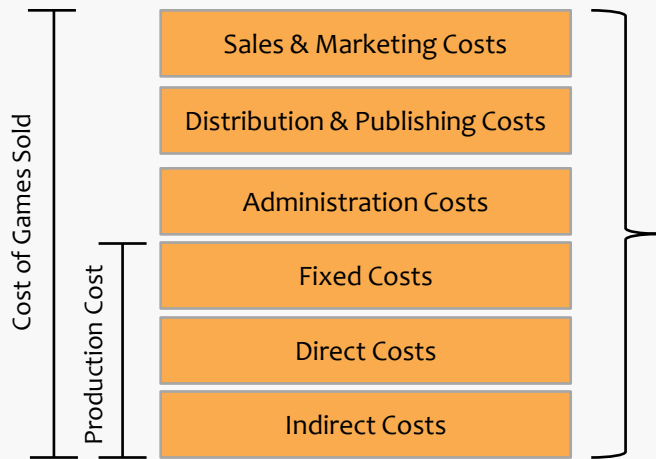 Sales & Marketing Costs
Distribution & Publishing Costs
Administration Costs
Fixed Costs
Direct Costs
Indirect Costs
Cost of Games Sold
Production Cost